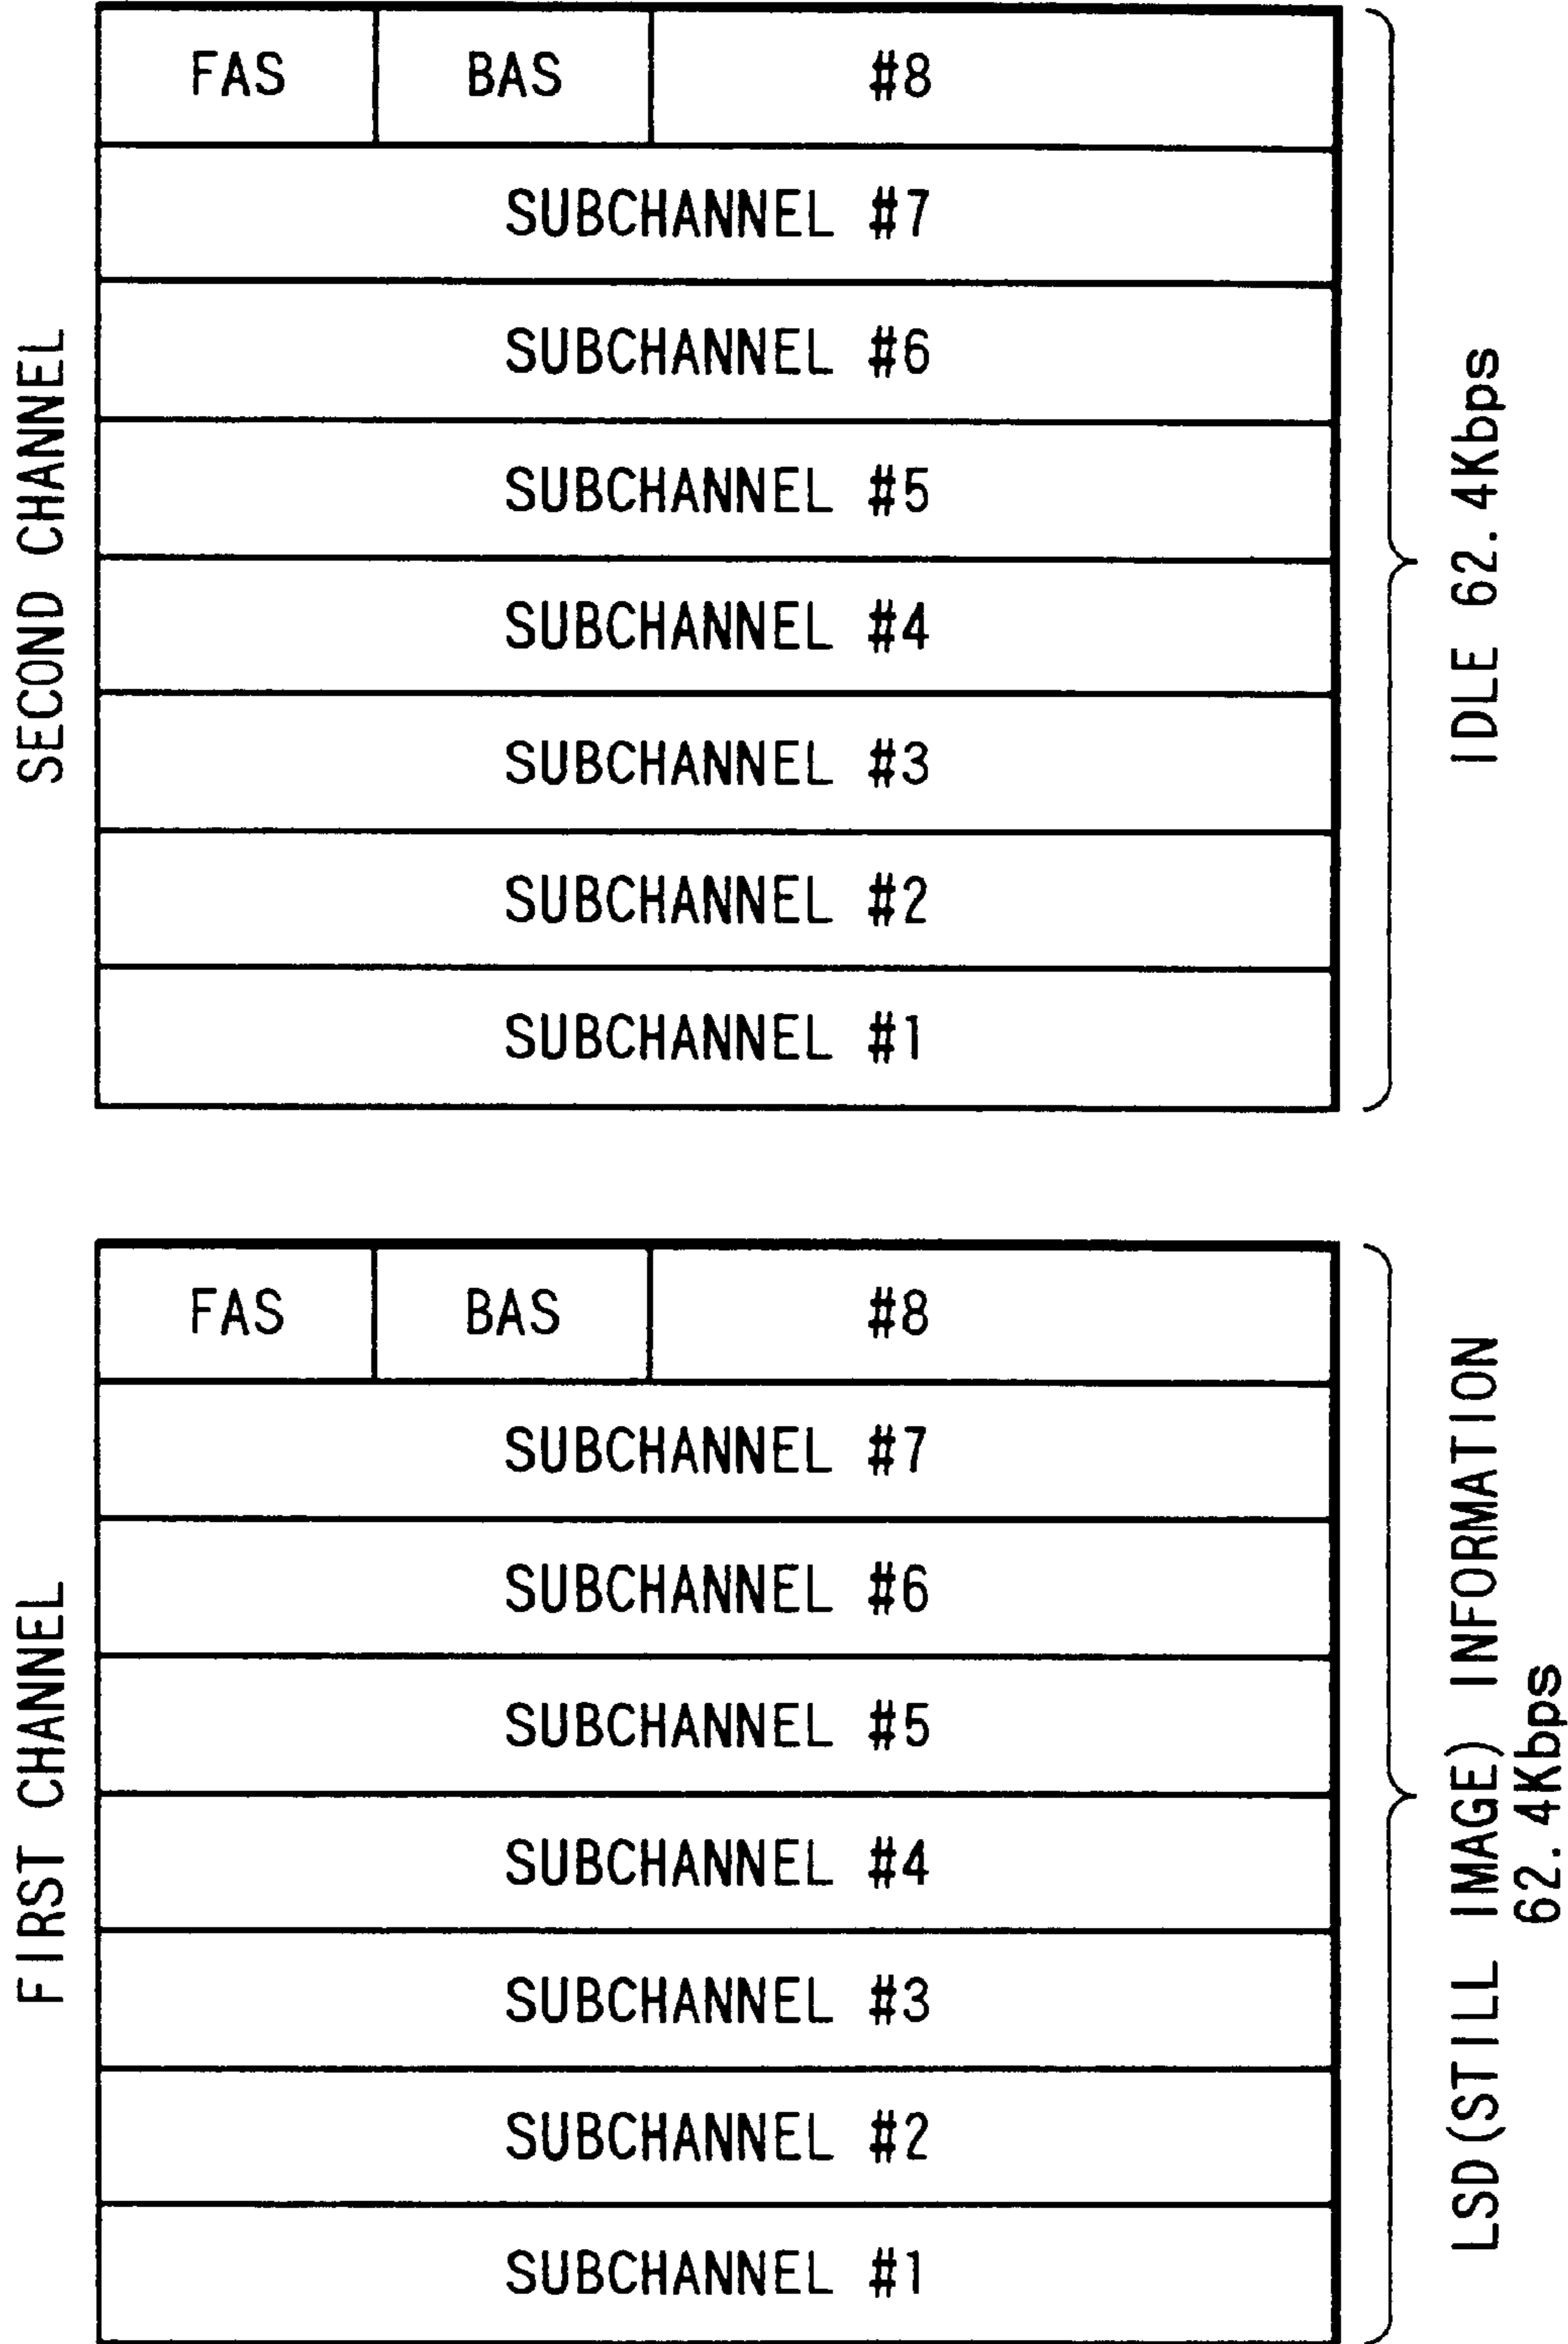 SECOND CHANNEL
FAS BAS #8
SUBCHANNEL #7
SUBCHANNEL #6
SUBCHANNEL #5
SUBCHANNEL #4
SUBCHANNEL #3
SUBCHANNEL #2
SUBCHANNEL #1
IDLE 62.4Kbps
FIRST CHANNEL
FAS BAS #8
SUBCHANNEL #7
SUBCHANNEL #6
SUBCHANNEL #5
SUBCHANNEL #4
SUBCHANNEL #3
SUBCHANNEL #2
SUBCHANNEL #1
LSD(STILL IMAGE) INFORMATION
62.4Kbps